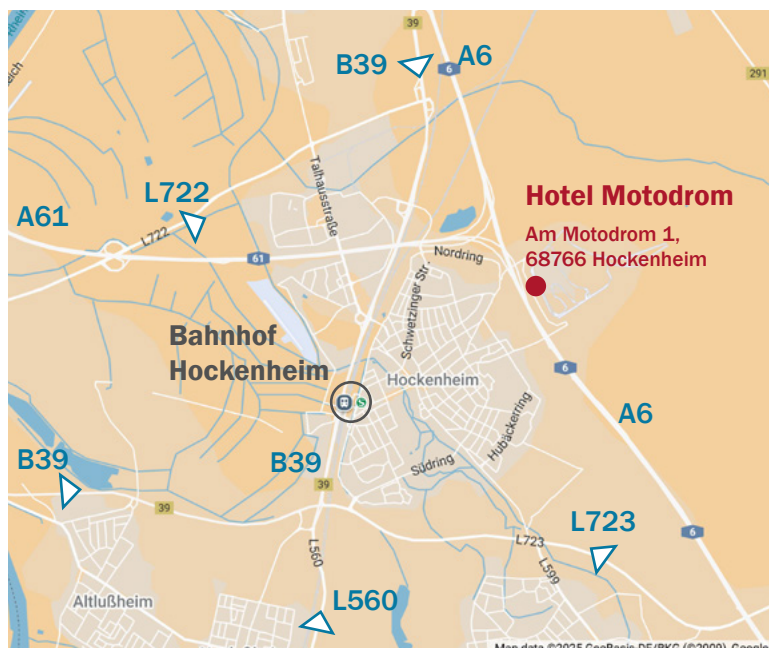 39
B39
A6
6
291
L722
A61
L722
61
Talhausstraße
Nordring
Schwetzinger Str.
Hotel Motodrom
Am Motodrom 1,
68766 Hockenheim
Bahnhof
Hockenheim
Hockenheim
6
A6
Hubäckerring
Südring
B39
B39
39
39
L723
L723
6
L560
L599
Altlußheim
L560
Map data ©2025 GeoBasis-DE/BKG (©2009), Google